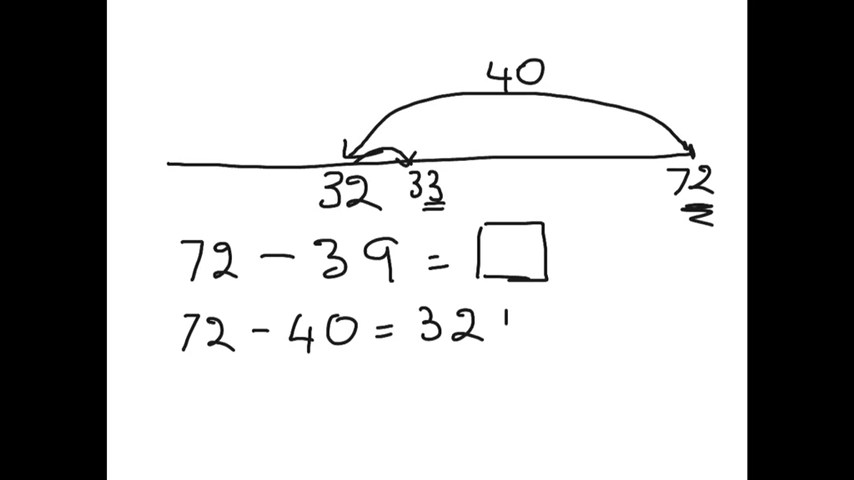 40
32 33 72
72 - 39 = □
72 - 40 = 32